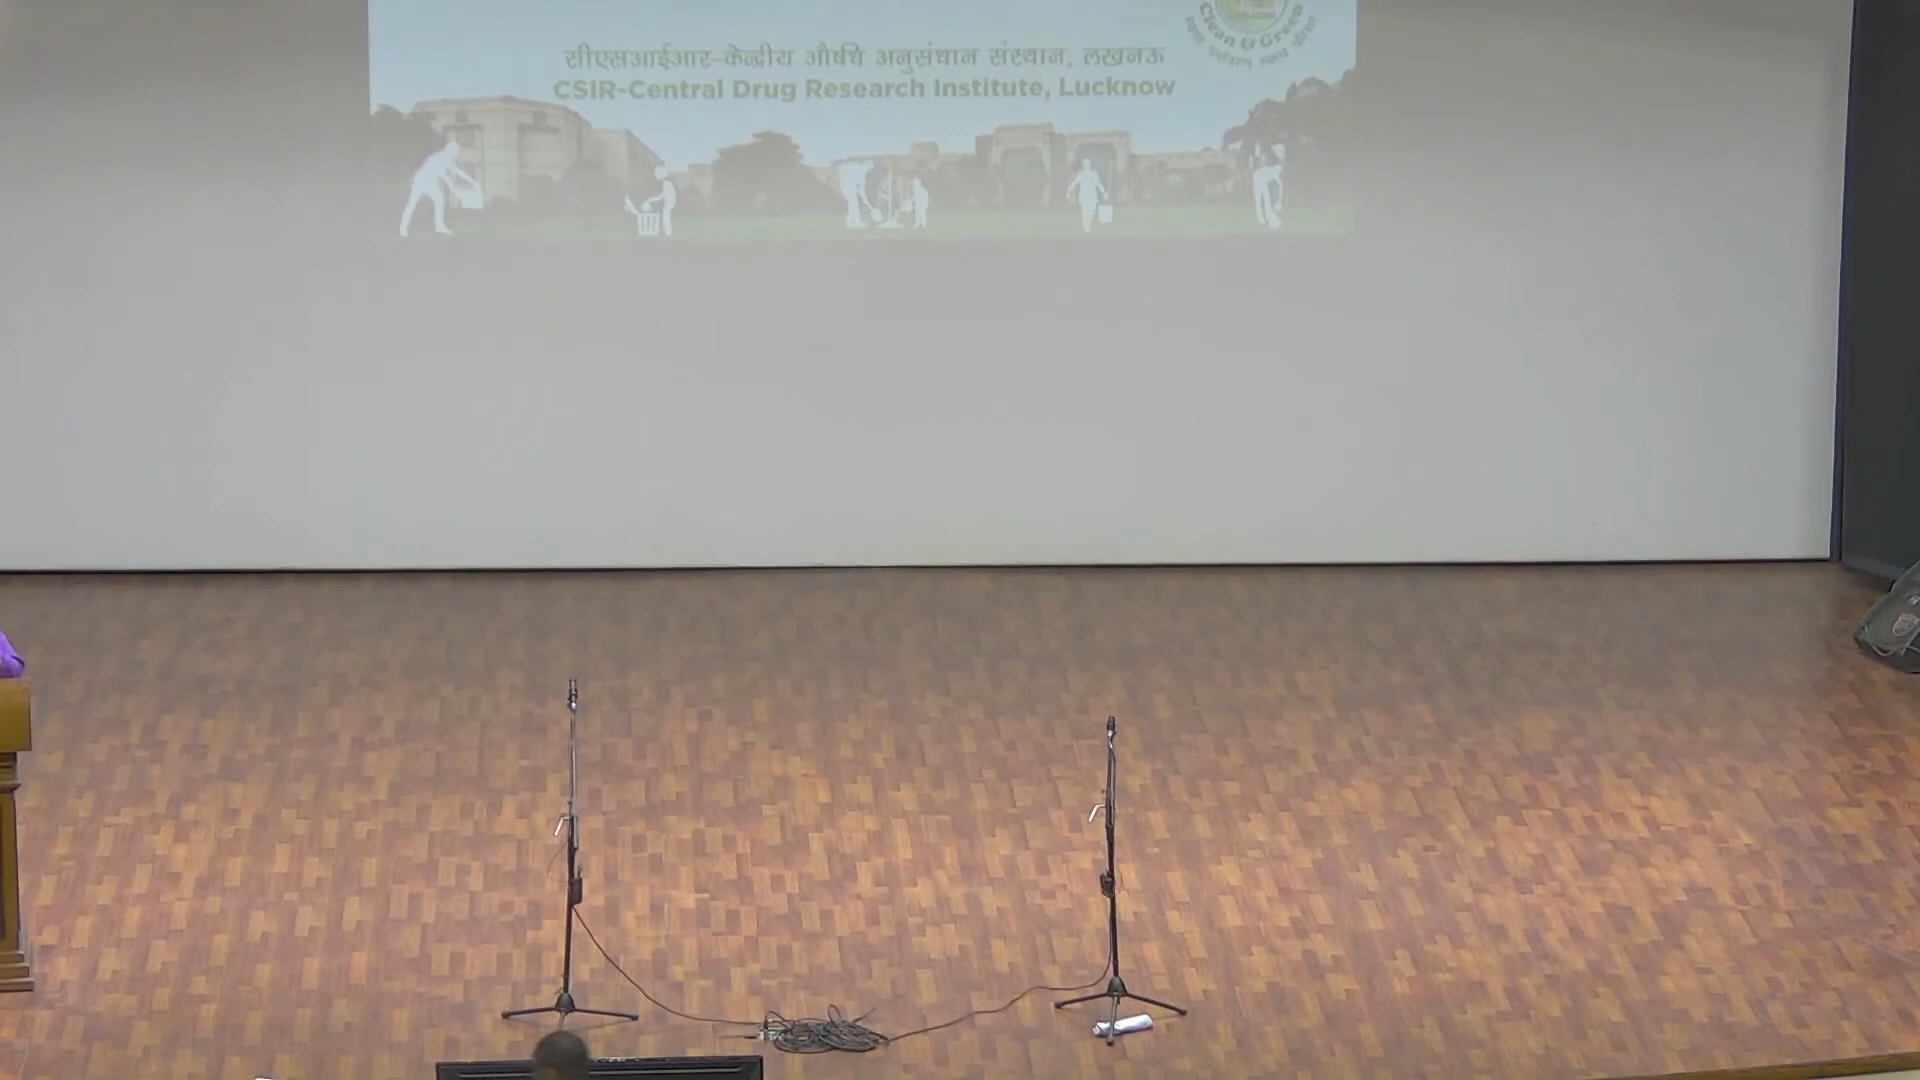 Clean & Green
सीएसआईआर-केन्द्रीय औषधि अनुसंधान संस्थान, लखनऊ
CSIR-Central Drug Research Institute, Lucknow